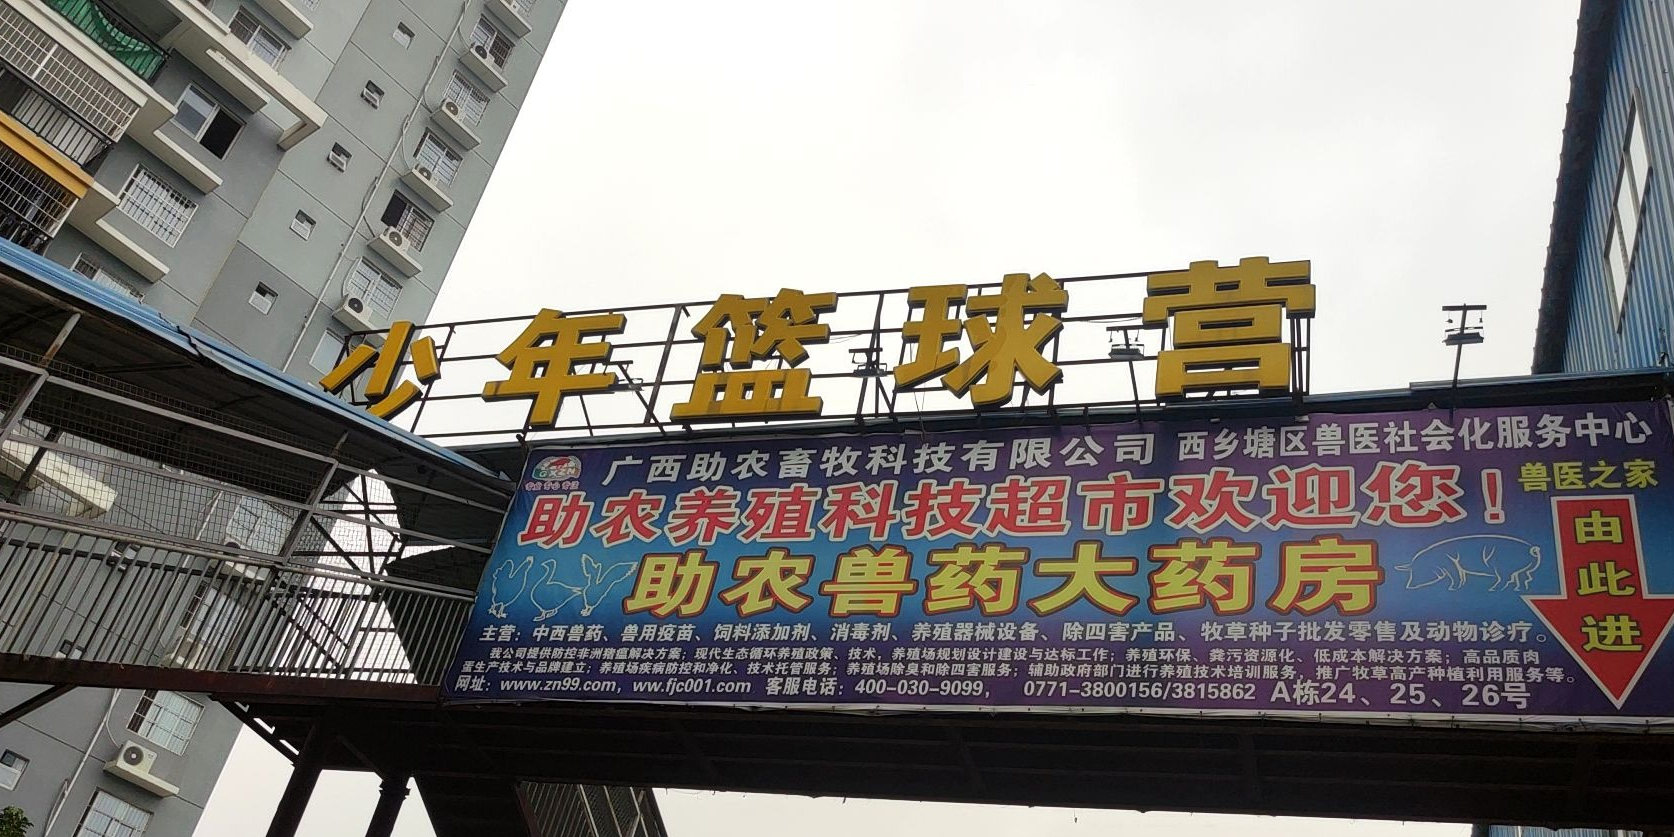 少年篮球营
GXZN
广西助农畜牧科技有限公司 西乡塘区兽医社会化服务中心
助农养殖科技超市欢迎您！
兽医之家
助农兽药大药房
由此进
主营：中西兽药、兽用疫苗、饲料添加剂、消毒剂、养殖器械设备、除四害产品、牧草种子批发零售及动物诊疗。
我公司提供防控非洲猪瘟解决方案；现代生态循环养殖政策、技术，养殖场规划设计建设与达标工作；养殖环保、粪污资源化、低成本解决方案；高品质肉
蛋生产技术与品牌建立；养殖场疾病防控和净化、技术托管服务；养殖场除臭和除四害服务；辅助政府部门进行养殖技术培训服务，推广牧草高产种植利用服务等。
网址：www.zn99.com，ww.fjc001.com 客服电话：400-030-9099， 0771-3800156/3815862 A栋24、25、26号